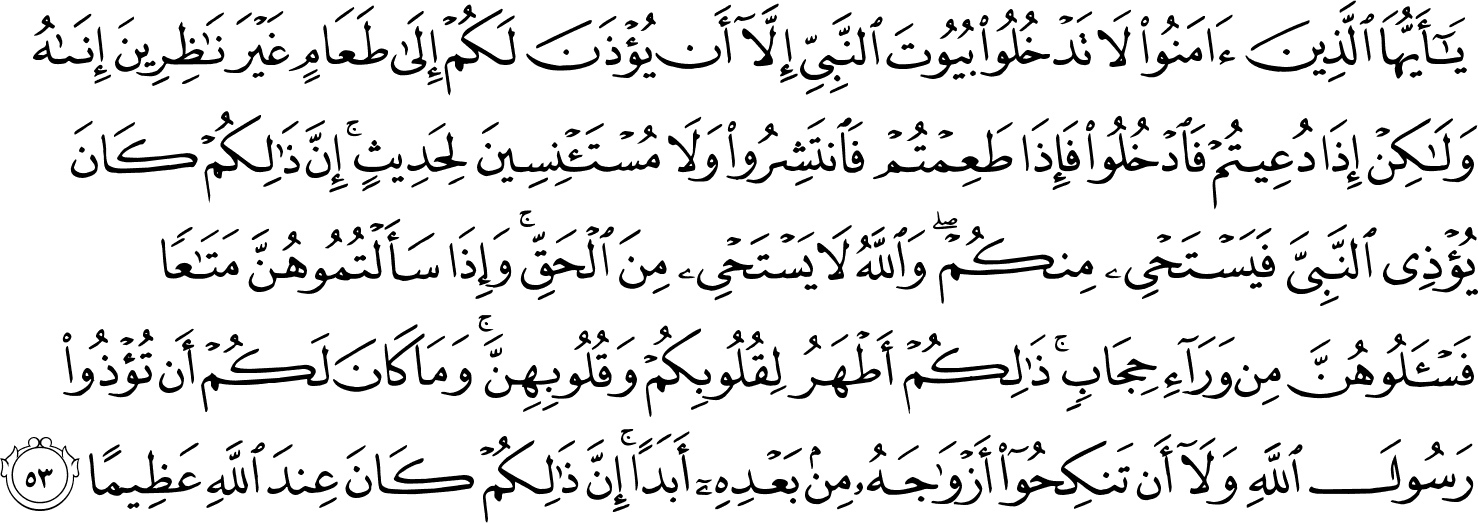 يَـٰٓأَيُّهَا ٱلَّذِينَ ءَامَنُوا۟ لَا تَدْخُلُوا۟ بُيُوتَ ٱلنَّبِىِّ إِلَّآ أَن يُؤْذَنَ لَكُمْ إِلَىٰ طَعَامٍ غَيْرَ نَـٰظِرِينَ إِنَىٰهُ
وَلَـٰكِنْ إِذَا دُعِيتُمْ فَٱدْخُلُوا۟ فَإِذَا طَعِمْتُمْ فَٱنتَشِرُوا۟ وَلَا مُسْتَـْٔنِسِينَ لِحَدِيثٍ ۚ إِنَّ ذَٰلِكُمْ كَانَ
يُؤْذِى ٱلنَّبِىَّ فَيَسْتَحْىِۦ مِنكُمْ ۖ وَٱللَّهُ لَا يَسْتَحْىِۦ مِنَ ٱلْحَقِّ ۚ وَإِذَا سَأَلْتُمُوهُنَّ مَتَـٰعًا
فَسْـَٔلُوهُنَّ مِن وَرَآءِ حِجَابٍ ۚ ذَٰلِكُمْ أَطْهَرُ لِقُلُوبِكُمْ وَقُلُوبِهِنَّ ۚ وَمَا كَانَ لَكُمْ أَن تُؤْذُوا۟
رَسُولَ ٱللَّهِ وَلَآ أَن تَنكِحُوٓا۟ أَزْوَٰجَهُۥ مِنۢ بَعْدِهِۦٓ أَبَدًا ۚ إِنَّ ذَٰلِكُمْ كَانَ عِندَ ٱللَّهِ عَظِيمًا ٥٣